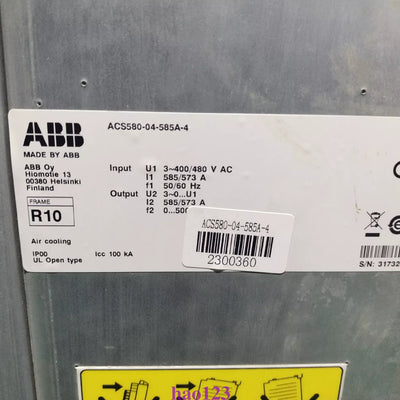 ABB
MADE BY ABB
ABB Oy
Hiomotie 13
00380 Helsinki
Finland
FRAME
R10
Air cooling
IP00
UL Open type
Icc 100 kA
ACS580-04-585A-4
Input U1 3~400/480 V AC
I1 585/573 A
f1 50/60 Hz
Output U2 3~0...U1
I2 585/573 A
f2 0...500
ACS580-04-585A-4
2300360
S/N: 3173
hao123